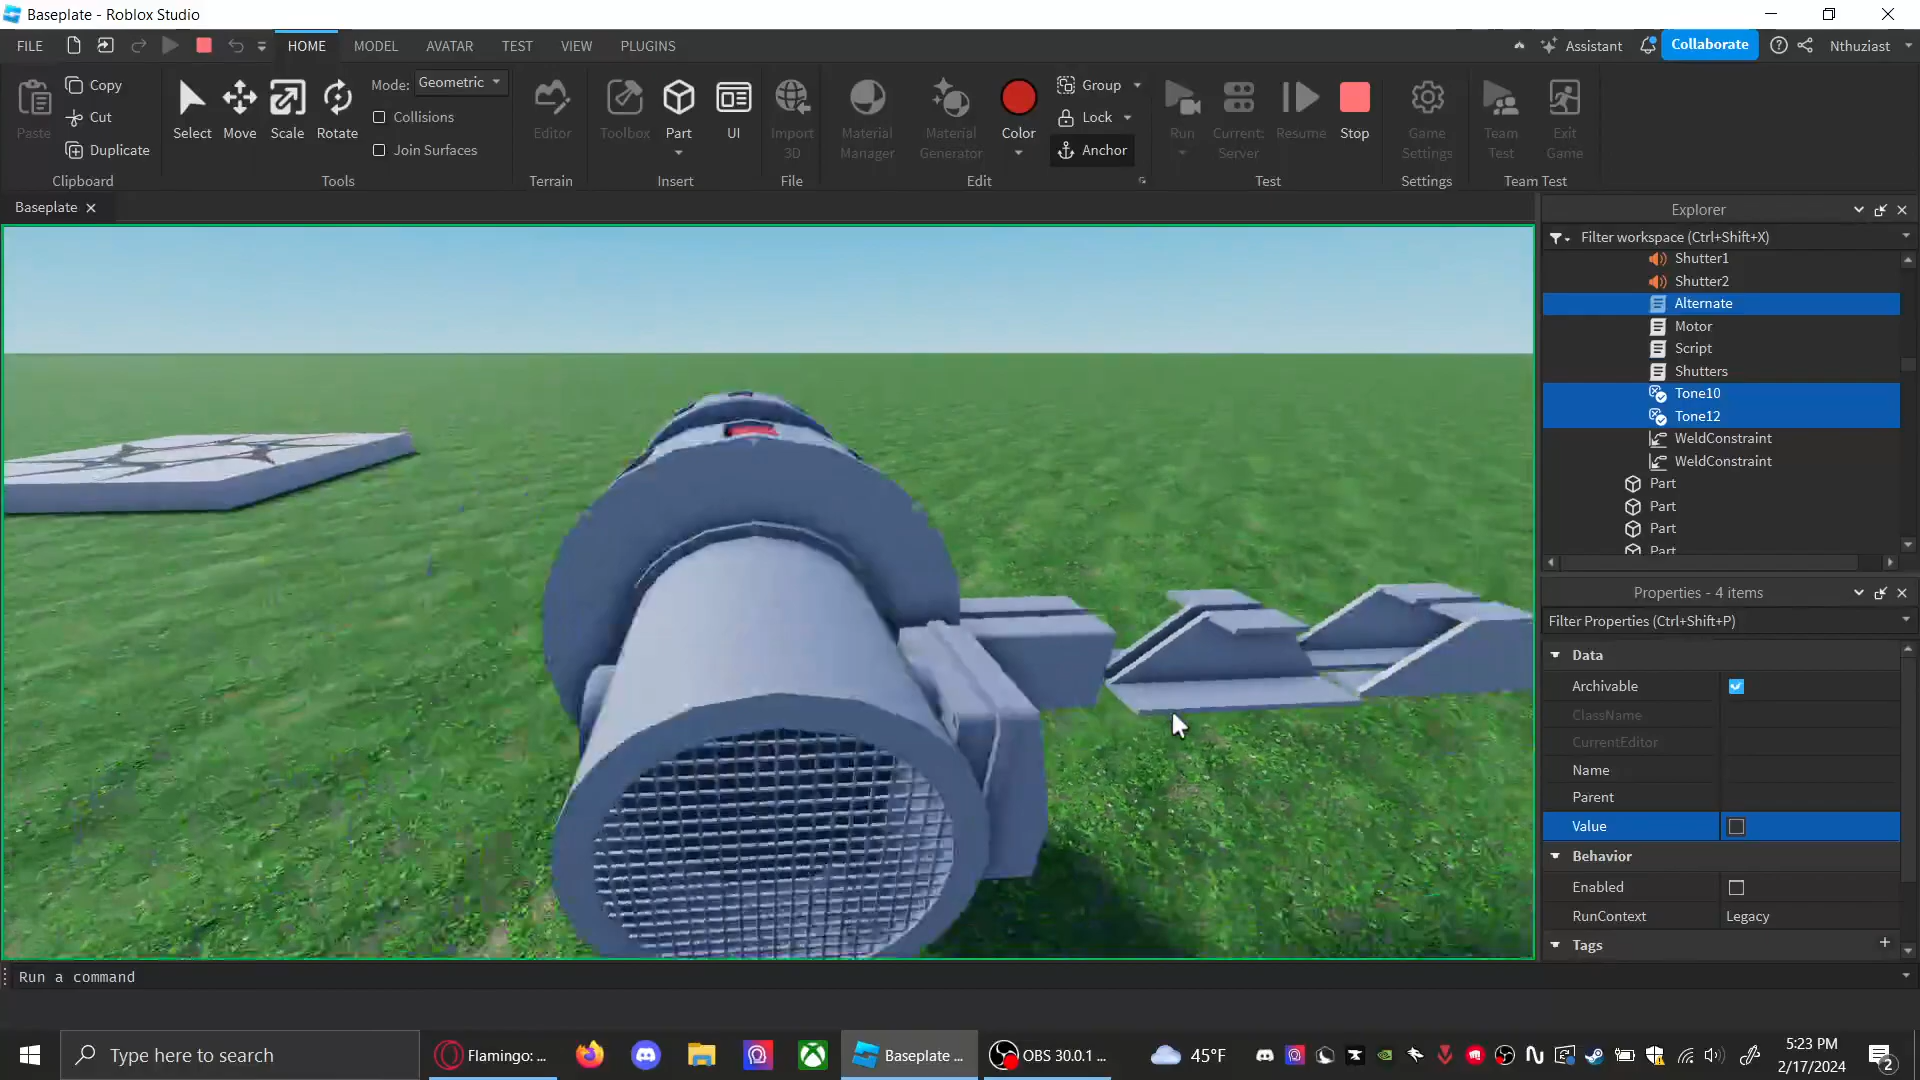 Baseplate - Roblox Studio
FILE HOME MODEL AVATAR TEST VIEW PLUGINS Assistant Collaborate Nthuziast
Paste Copy Cut Duplicate Clipboard
Select Move Scale Rotate Mode: Geometric Collisions Join Surfaces Tools
Editor Terrain
Toolbox Part UI Insert
Import 3D File
Material Manager Material Generator Color Group Lock Anchor Edit
Run Current: Server Resume Stop Test
Game Settings Settings
Team Test Exit Game Team Test
Baseplate
Explorer
Filter workspace (Ctrl+Shift+X)
Shutter1
Shutter2
Alternate
Motor
Script
Shutters
Tone10
Tone12
WeldConstraint
WeldConstraint
Part
Part
Part
Part
Properties - 4 items
Filter Properties (Ctrl+Shift+P)
Data
Archivable
ClassName
CurrentEditor
Name
Parent
Value
Behavior
Enabled
RunContext Legacy
Tags
Run a command
Type here to search
Flamingo: ...
Baseplate ...
OBS 30.0.1 ...
45°F
5:23 PM
2/17/2024
2